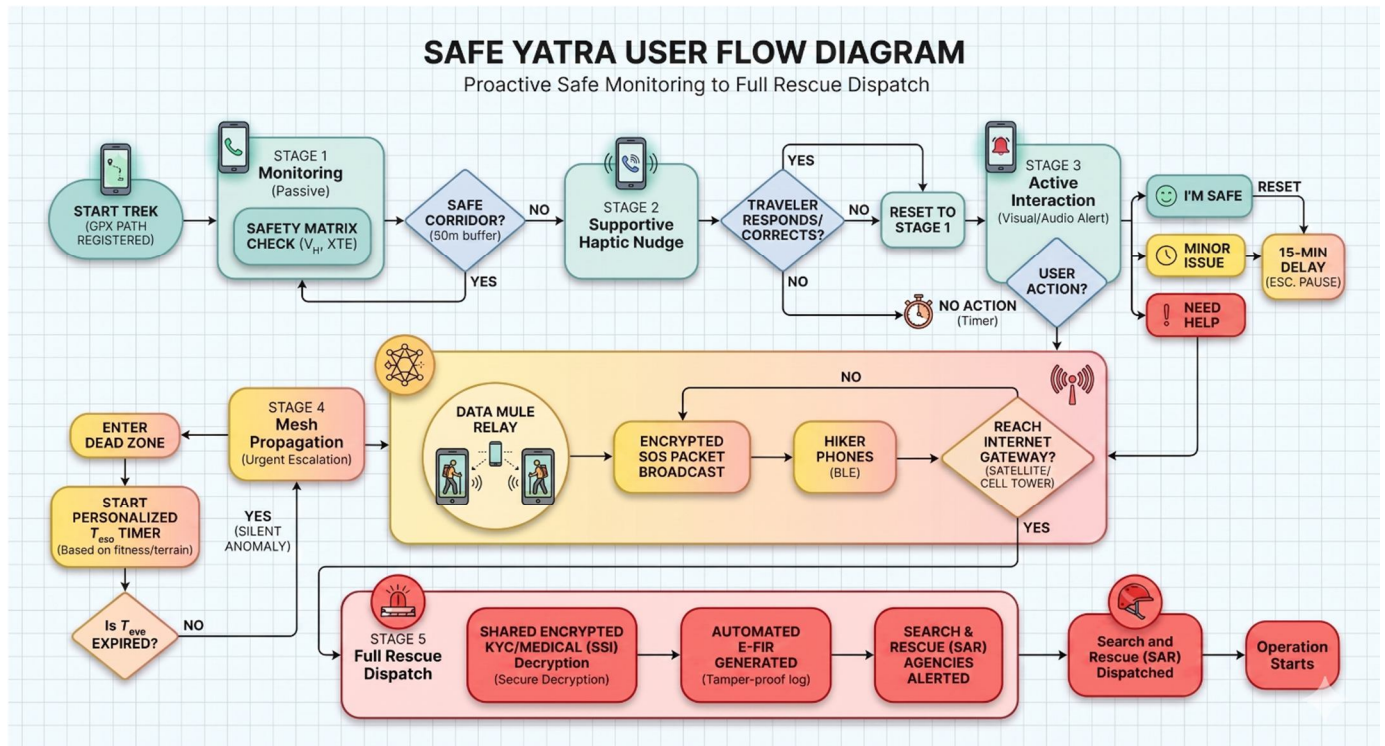 SAFE YATRA USER FLOW DIAGRAM
Proactive Safe Monitoring to Full Rescue Dispatch
START TREK
(GPX PATH
REGISTERED)
STAGE 1
Monitoring
(Passive)
SAFETY MATRIX
CHECK (V_H, XTE)
SAFE
CORRIDOR?
(50m buffer)
NO
YES
STAGE 2
Supportive
Haptic Nudge
TRAVELER
RESPONDS/
CORRECTS?
YES
NO
NO
RESET TO
STAGE 1
NO ACTION
(Timer)
STAGE 3
Active
Interaction
(Visual/Audio Alert)
USER
ACTION?
I'M SAFE
RESET
MINOR
ISSUE
15-MIN
DELAY
(ESC. PAUSE)
NEED
HELP
STAGE 4
Mesh
Propagation
(Urgent Escalation)
ENTER
DEAD ZONE
START
PERSONALIZED
T_eso TIMER
(Based on fitness/terrain)
Is T_eve
EXPIRED?
NO
YES
(SILENT
ANOMALY)
DATA MULE
RELAY
ENCRYPTED
SOS PACKET
BROADCAST
HIKER
PHONES
(BLE)
REACH
INTERNET
GATEWAY?
(SATELLITE/
CELL TOWER)
NO
YES
STAGE 5
Full Rescue
Dispatch
SHARED ENCRYPTED
KYC/MEDICAL (SSI)
Decryption
(Secure Decryption)
AUTOMATED
E-FIR
GENERATED
(Tamper-proof log)
SEARCH &
RESCUE (SAR)
AGENCIES
ALERTED
Search and
Rescue (SAR)
Dispatched
Operation
Starts